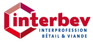 interbev
INTERPROFESSION
BÉTAIL & VIANDE